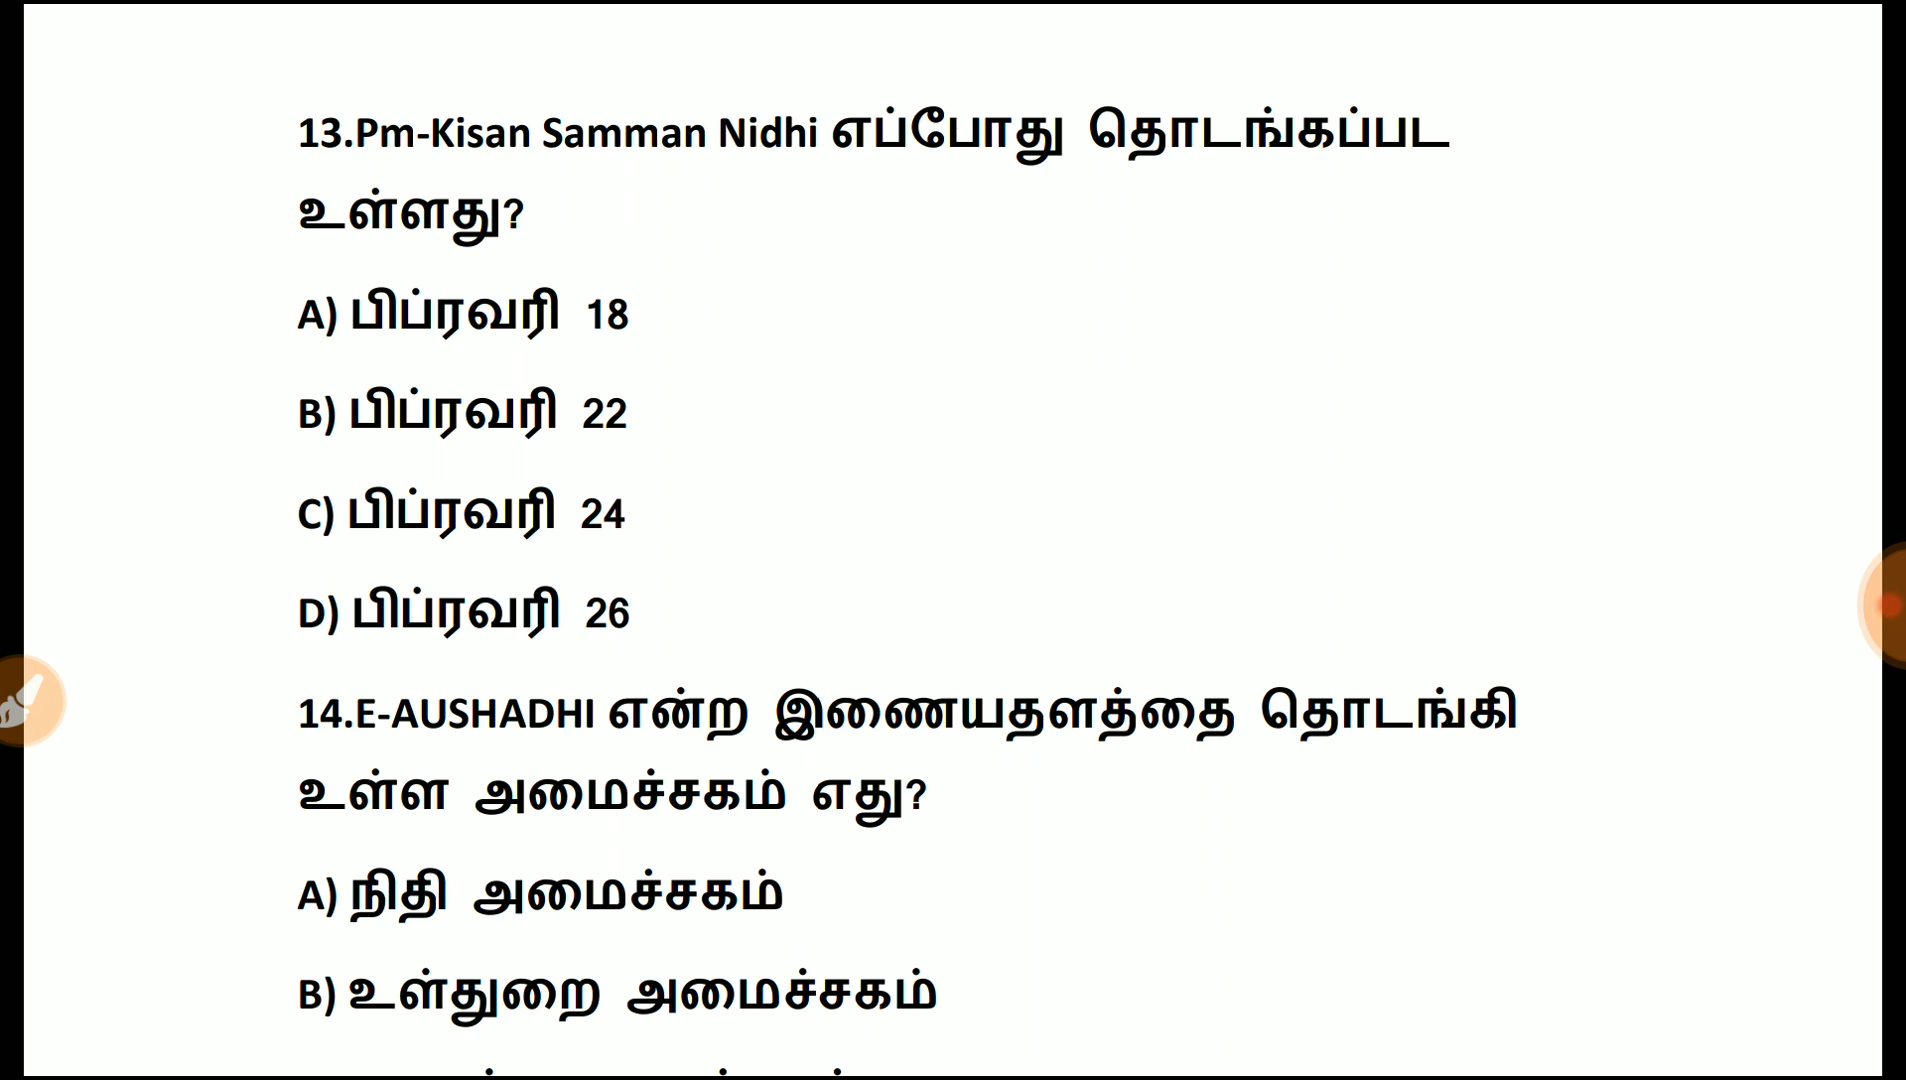 13.Pm-Kisan Samman Nidhi எப்போது தொடங்கப்பட
உள்ளது?
A) பிப்ரவரி 18
B) பிப்ரவரி 22
C) பிப்ரவரி 24
D) பிப்ரவரி 26
14.E-AUSHADHI என்ற இணையதளத்தை தொடங்கி
உள்ள அமைச்சகம் எது?
A) நிதி அமைச்சகம்
B) உள்துறை அமைச்சகம்